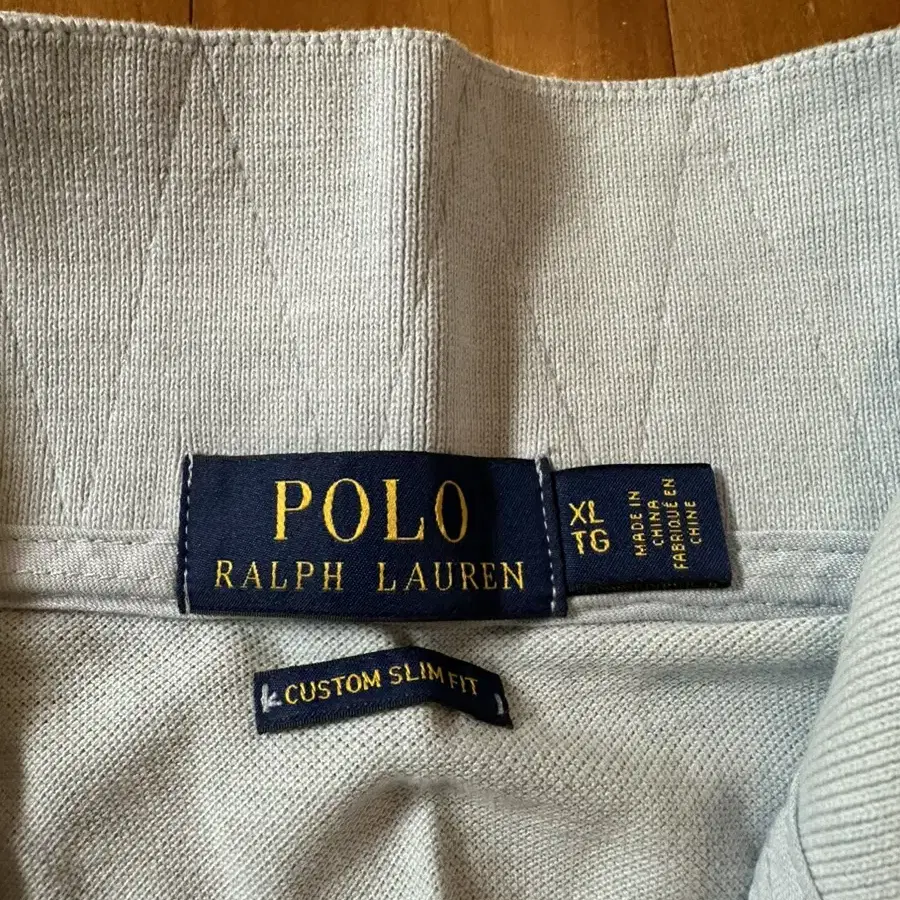 POLO
RALPH LAUREN
XL
TG
MADE IN
CHINA
FABRIQUÉ EN
CHINE
CUSTOM SLIM FIT